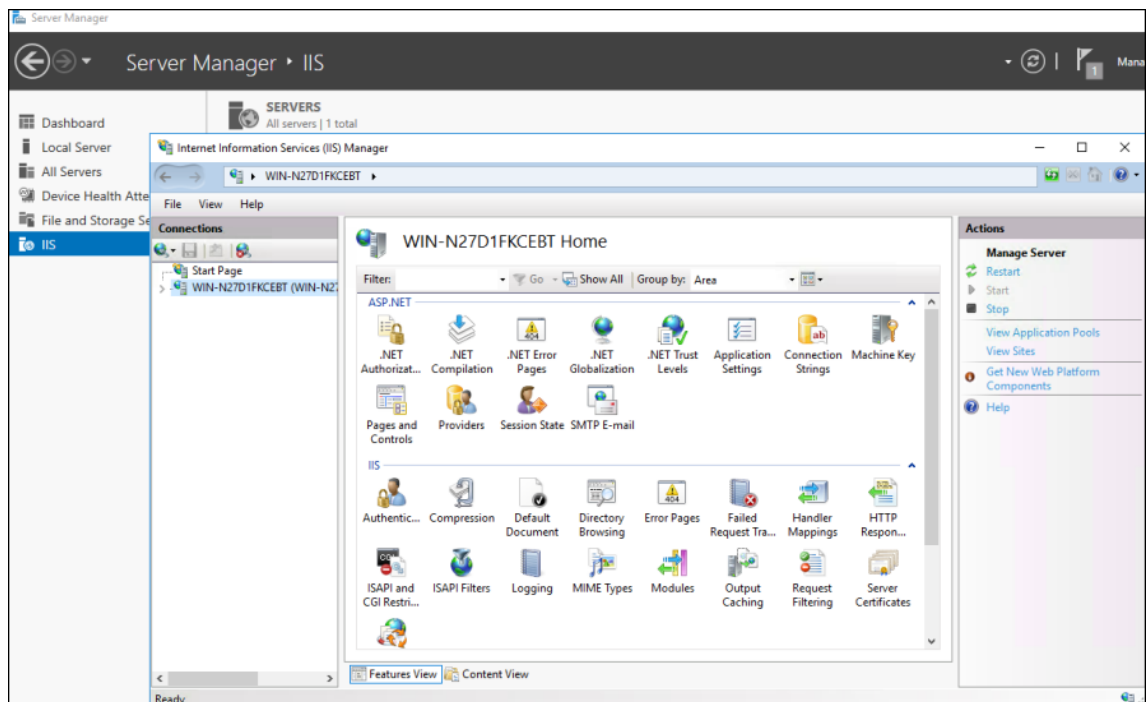 Server Manager
Server Manager ‣ IIS
1
Mana
Dashboard
Local Server
All Servers
Device Health Atte
File and Storage Se
IIS
SERVERS
All servers | 1 total
Internet Information Services (IIS) Manager
WIN-N27D1FKCEBT
File View Help
Connections
Start Page
WIN-N27D1FKCEBT (WIN-N27
WIN-N27D1FKCEBT Home
Filter: Go Show All Group by: Area
ASP.NET
.NET Authorizat...
.NET Compilation
.NET Error Pages
.NET Globalization
.NET Trust Levels
Application Settings
Connection Strings
Machine Key
Pages and Controls
Providers
Session State
SMTP E-mail
IIS
Authentic...
Compression
Default Document
Directory Browsing
Error Pages
Failed Request Tra...
Handler Mappings
HTTP Respon...
ISAPI and CGI Restri...
ISAPI Filters
Logging
MIME Types
Modules
Output Caching
Request Filtering
Server Certificates
Features View
Content View
Ready
Actions
Manage Server
Restart
Start
Stop
View Application Pools
View Sites
Get New Web Platform
Components
Help